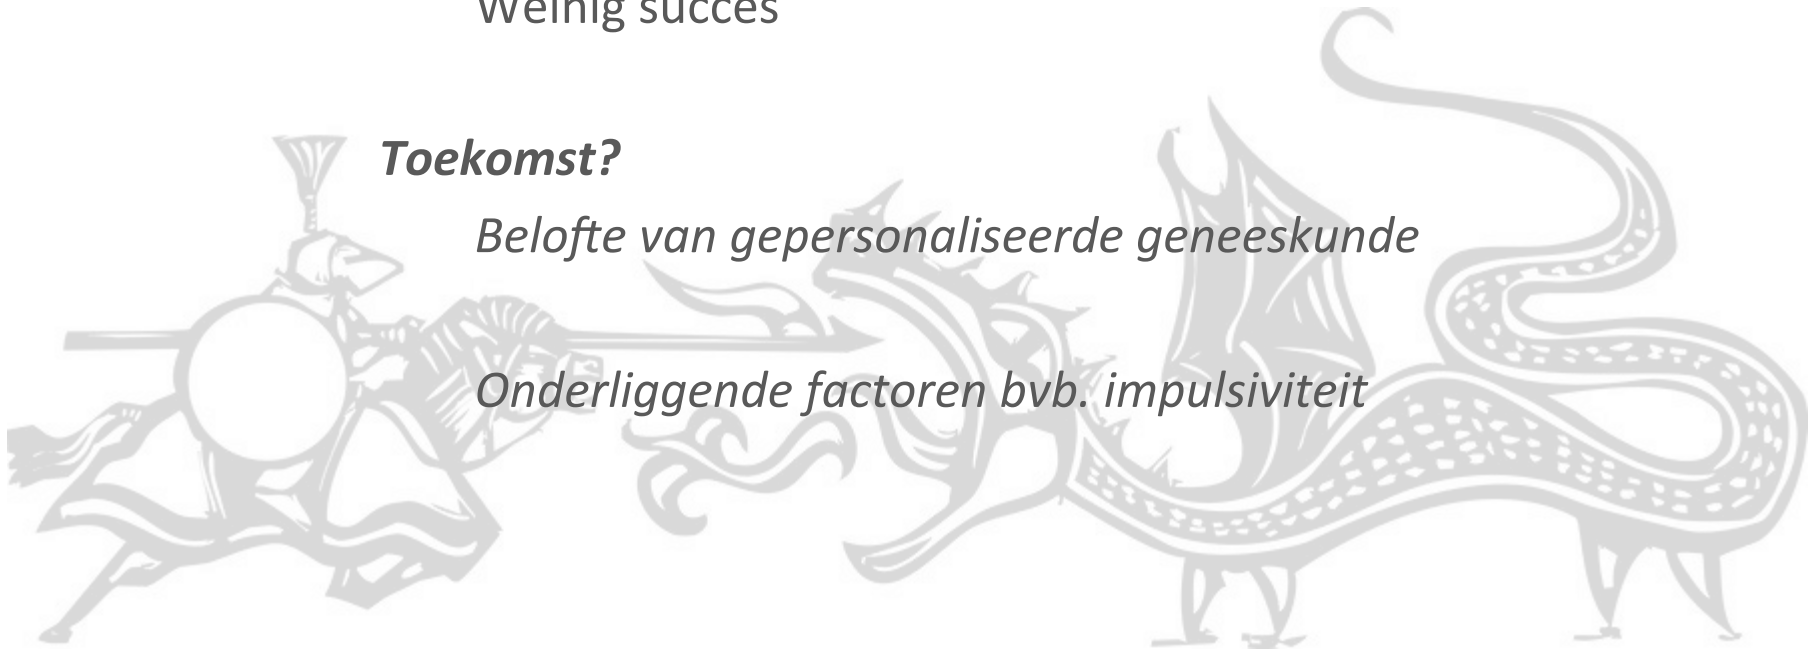 Weinig succes
Toekomst?
Belofte van gepersonaliseerde geneeskunde
Onderliggende factoren bvb. impulsiviteit